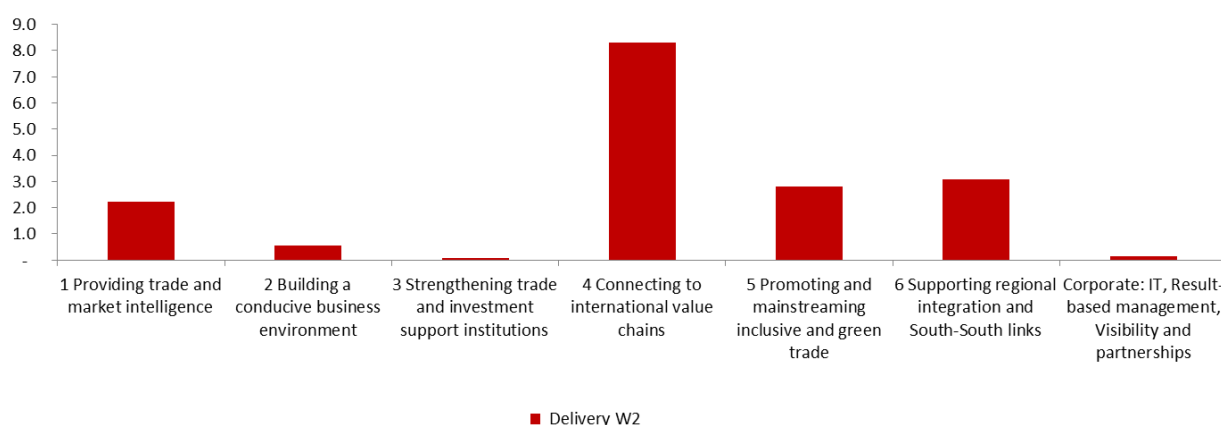 9.0
8.0
7.0
6.0
5.0
4.0
3.0
2.0
1.0
-
1 Providing trade and
market intelligence
2 Building a
conducive business
environment
3 Strengthening trade
and investment
support institutions
4 Connecting to
international value
chains
5 Promoting and
mainstreaming
inclusive and green
trade
6 Supporting regional
integration and
South-South links
Corporate: IT, Result-
based management,
Visibility and
partnerships
Delivery W2